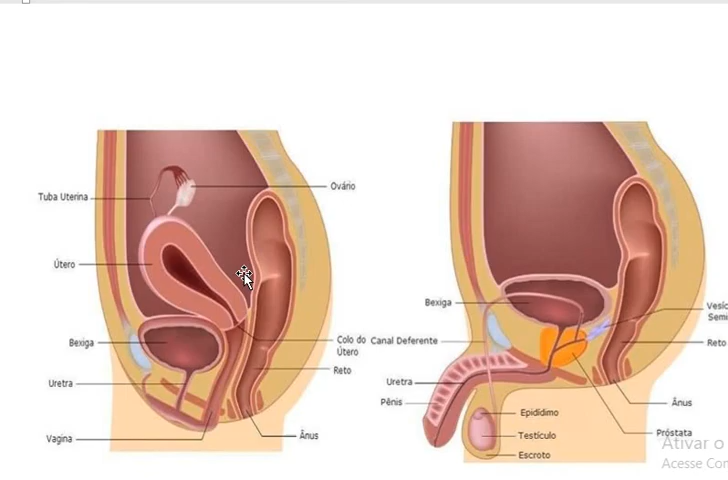 Ovário
Tuba Uterina
Útero
Bexiga
Colo do
Útero
Reto
Uretra
Vagina
Ânus
Bexiga
Canal Deferente
Uretra
Pênis
Epidídimo
Testículo
Escroto
Reto
Ânus
Próstata
Ativar o
Acesse